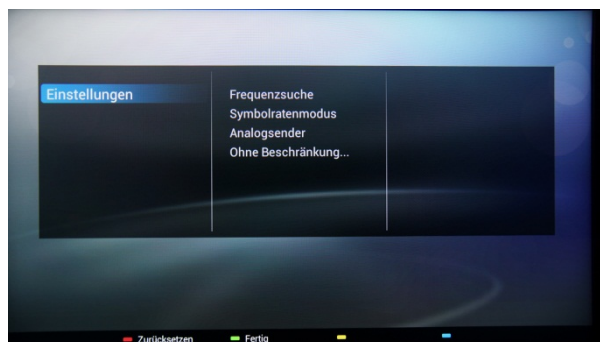 Einstellungen
Frequenzsuche
Symbolratenmodus
Analogsender
Ohne Beschränkung...
Zurücksetzen
Fertig